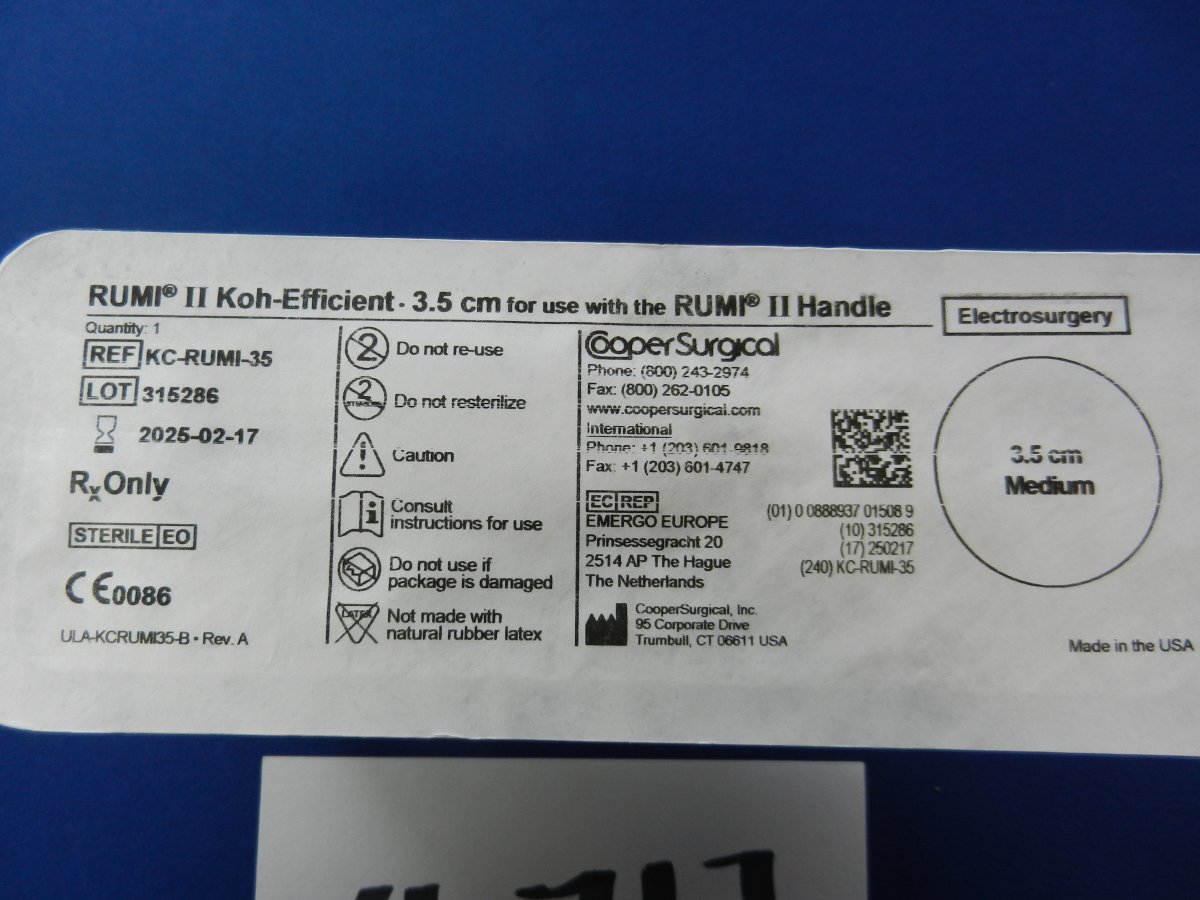 RUMI® II Koh-Efficient · 3.5 cm for use with the RUMI® II Handle
Electrosurgery
Quantity: 1
REF KC-RUMI-35
LOT 315286
2025-02-17
RxOnly
STERILE EO
CE0086
ULA-KCRUMI35-B • Rev. A
2 Do not re-use
2 Do not resterilize
Caution
Consult
instructions for use
Do not use if
package is damaged
LATEX
Not made with
natural rubber latex
CooperSurgical
Phone: (800) 243-2974
Fax: (800) 262-0105
www.coopersurgical.com
International
Phone: +1 (203) 601-9818
Fax: +1 (203) 601-4747
EC REP
EMERGO EUROPE
Prinsessegracht 20
2514 AP The Hague
The Netherlands
CooperSurgical, Inc.
95 Corporate Drive
Trumbull, CT 06611 USA
(01) 0 0888937 01508 9
(10) 315286
(17) 250217
(240) KC-RUMI-35
3.5 cm
Medium
Made in the USA